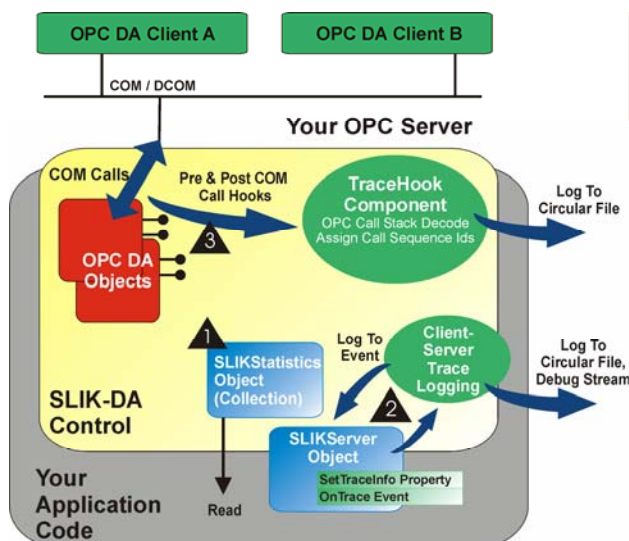 OPC DA Client A
OPC DA Client B
COM / DCOM
Your OPC Server
COM Calls
Pre & Post COM
Call Hooks
TraceHook
Component
OPC Call Stack Decode
Assign Call Sequence Ids
Log To
Circular File
3
OPC DA
Objects
1
SLIKStatistics
Object
(Collection)
Log To
Event
Client-
Server
Trace
Logging
Log To
Circular File,
Debug Stream
2
SLIK-DA
Control
SLIKServer
Object
SetTraceInfo Property
OnTrace Event
Your
Application
Code
Read